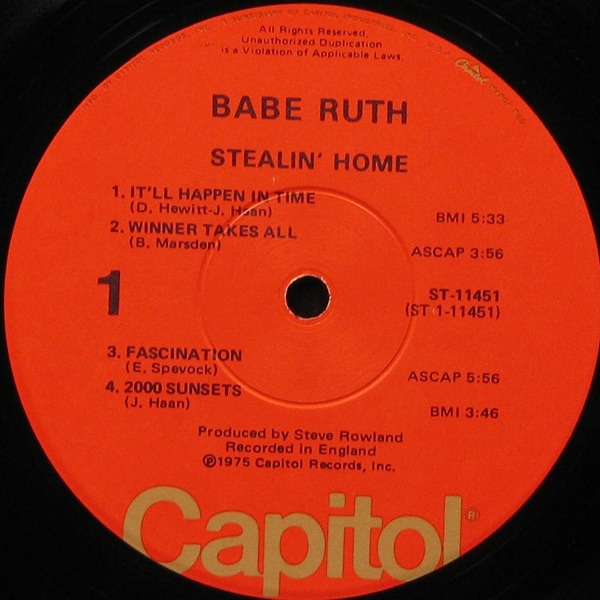 All Rights Reserved.
Unauthorized Duplication
is a Violation of Applicable Laws.
Capitol
BABE RUTH
STEALIN' HOME
1. IT'LL HAPPEN IN TIME
(D. Hewitt-J. Haan)
BMI 5:33
2. WINNER TAKES ALL
(B. Marsden)
ASCAP 3:56
1
ST-11451
(ST 1-11451)
3. FASCINATION
(E. Spevock)
ASCAP 5:56
4. 2000 SUNSETS
(J. Haan)
BMI 3:46
Produced by Steve Rowland
Recorded in England
℗1975 Capitol Records, Inc.
Capitol®